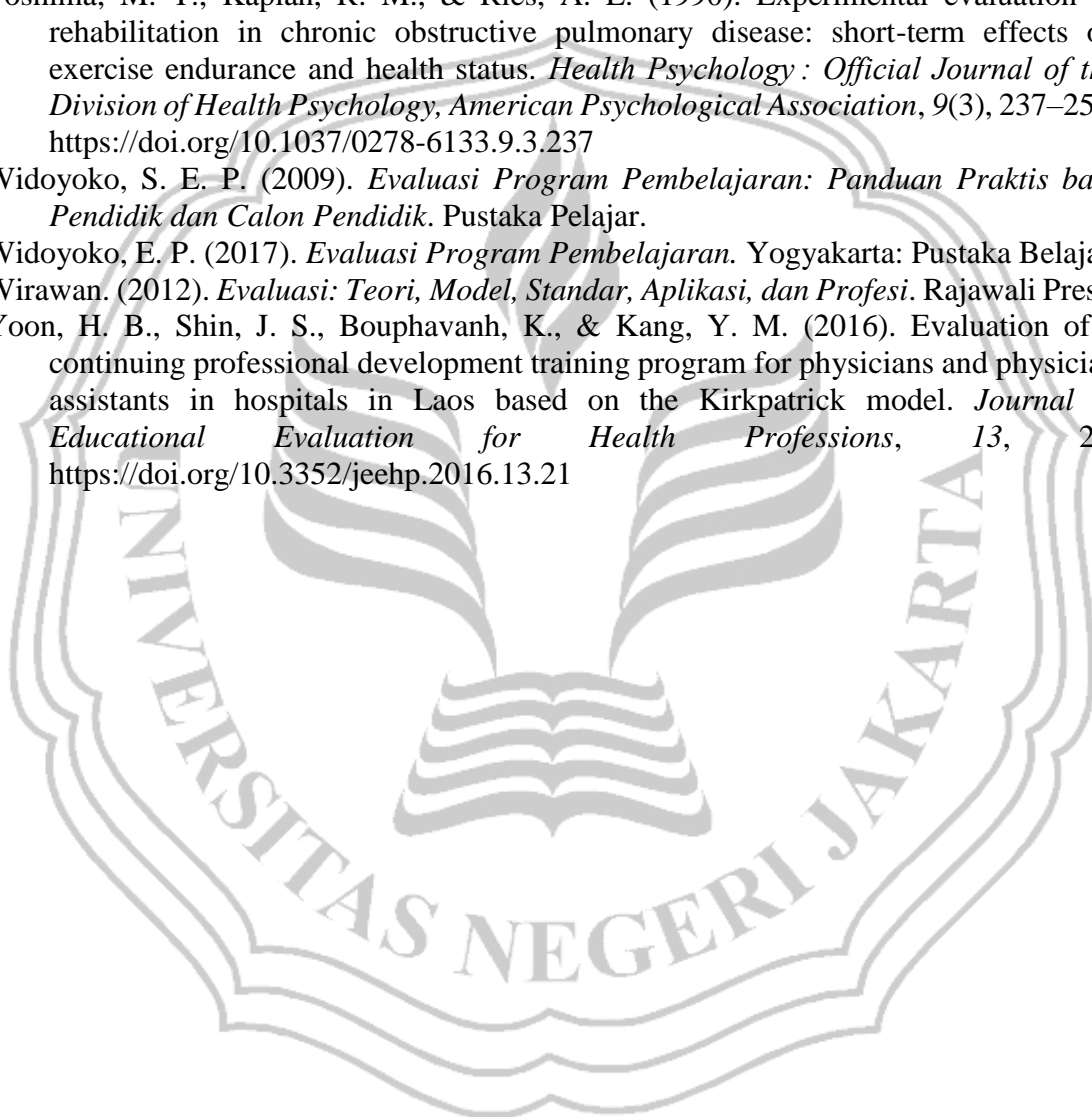 M. T., Kaplan, R. M., & Ries, A. L. (1990). Experimental evaluation
rehabilitation in chronic obstructive pulmonary disease: short-term effects
exercise endurance and health status. Health Psychology : Official Journal of
Division of Health Psychology, American Psychological Association, 9(3), 237–25
https://doi.org/10.1037/0278-6133.9.3.237
Widoyoko, S. E. P. (2009). Evaluasi Program Pembelajaran: Panduan Praktis
Pendidik dan Calon Pendidik. Pustaka Pelajar.
Widoyoko, E. P. (2017). Evaluasi Program Pembelajaran. Yogyakarta: Pustaka Belaja
Wirawan. (2012). Evaluasi: Teori, Model, Standar, Aplikasi, dan Profesi. Rajawali Pres
Yoon, H. B., Shin, J. S., Bouphavanh, K., & Kang, Y. M. (2016). Evaluation of
continuing professional development training program for physicians and physicia
assistants in hospitals in Laos based on the Kirkpatrick model. Journal
Educational Evaluation for Health Professions, 13, 2
https://doi.org/10.3352/jeehp.2016.13.21
UNIVERSITAS NEGERI JAKARTA